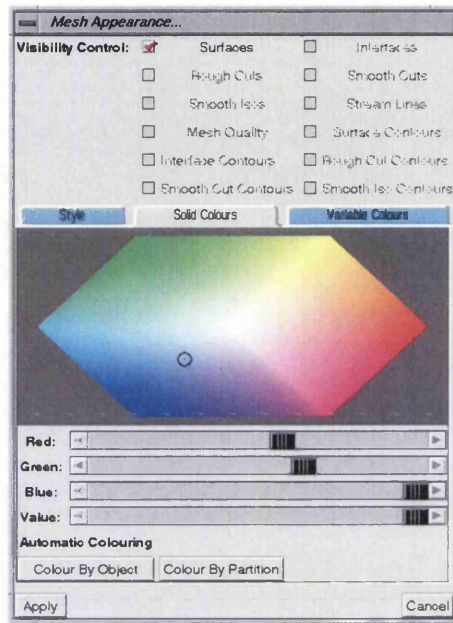 Mesh Appearance...
Visibility Control: Surfaces Interfaces
Rough Cuts Smooth Cuts
Smooth Isos Stream Lines
Mesh Quality Surface Contours
Interface Contours Rough Cut Contours
Smooth Cut Contours Smooth Iso Contours
Style Solid Colours Variable Colours
Red:
Green:
Blue:
Value:
Automatic Colouring
Colour By Object Colour By Partition
Apply Cancel